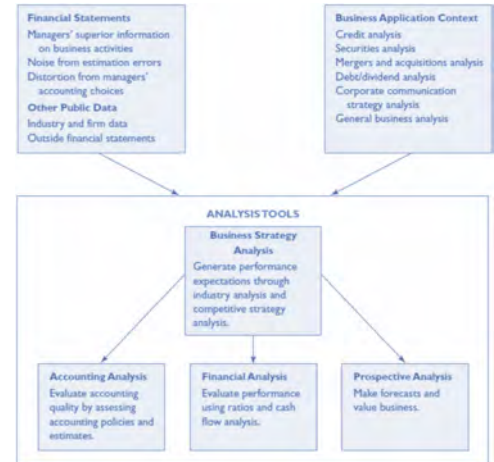 Financial Statements
Managers' superior information
on business activities
Noise from estimation errors
Distortion from managers'
accounting choices
Other Public Data
Industry and firm data
Outside financial statements
Business Application Context
Credit analysis
Securities analysis
Mergers and acquisitions analysis
Debt/dividend analysis
Corporate communication
strategy analysis
General business analysis
ANALYSIS TOOLS
Business Strategy
Analysis
Generate performance
expectations through
industry analysis and
competitive strategy
analysis.
Accounting Analysis
Evaluate accounting
quality by assessing
accounting policies and
estimates.
Financial Analysis
Evaluate performance
using ratios and cash
flow analysis.
Prospective Analysis
Make forecasts and
value business.